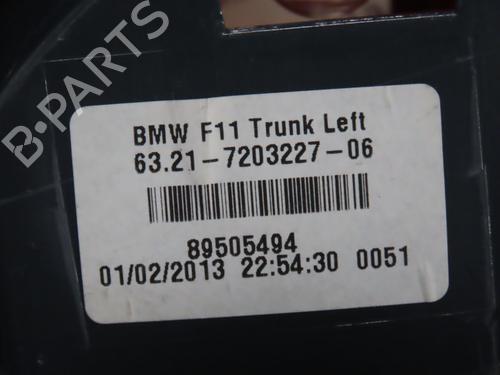 B-PARTS
BMW F11 Trunk Left
63.21-7203227-06
89505494
01/02/2013 22:54:30 0051